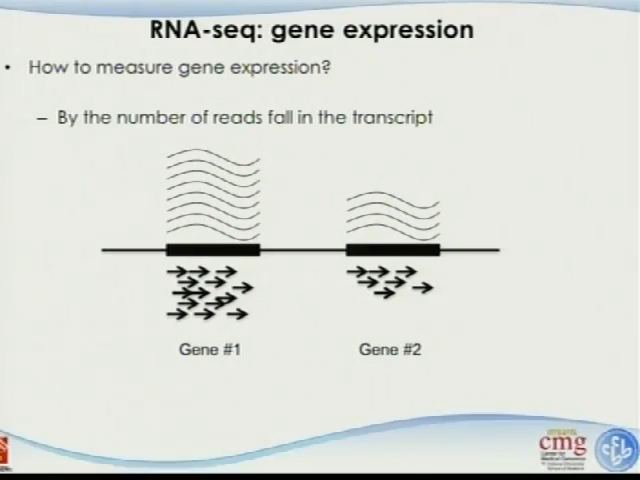 RNA-seq: gene expression
• How to measure gene expression?
– By the number of reads fall in the transcript
Gene #1
Gene #2
cmg